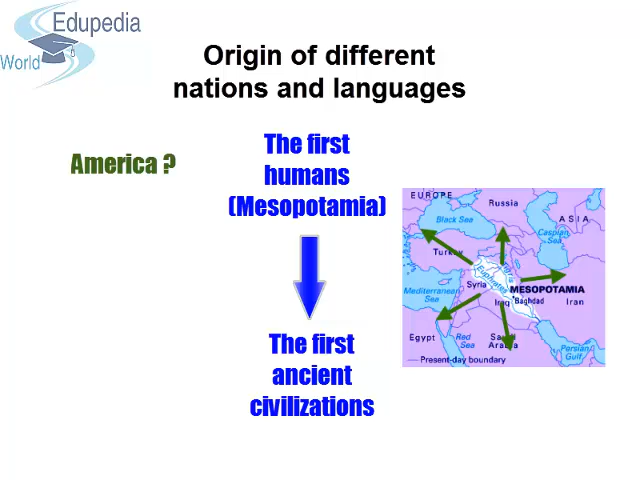 Edupedia
World
Origin of different
nations and languages
America ?
The first
humans
(Mesopotamia)
The first
ancient
civilizations
EUROPE
Russia
ASIA
Black Sea
Caspian
Sea
Turkey
Tigris
Euphrates
MESOPOTAMIA
Mediterranean
Sea
Syria
Iraq
Baghdad
Iran
Egypt
Red
Sea
Saudi
Arabia
Persian
Gulf
Present-day boundary